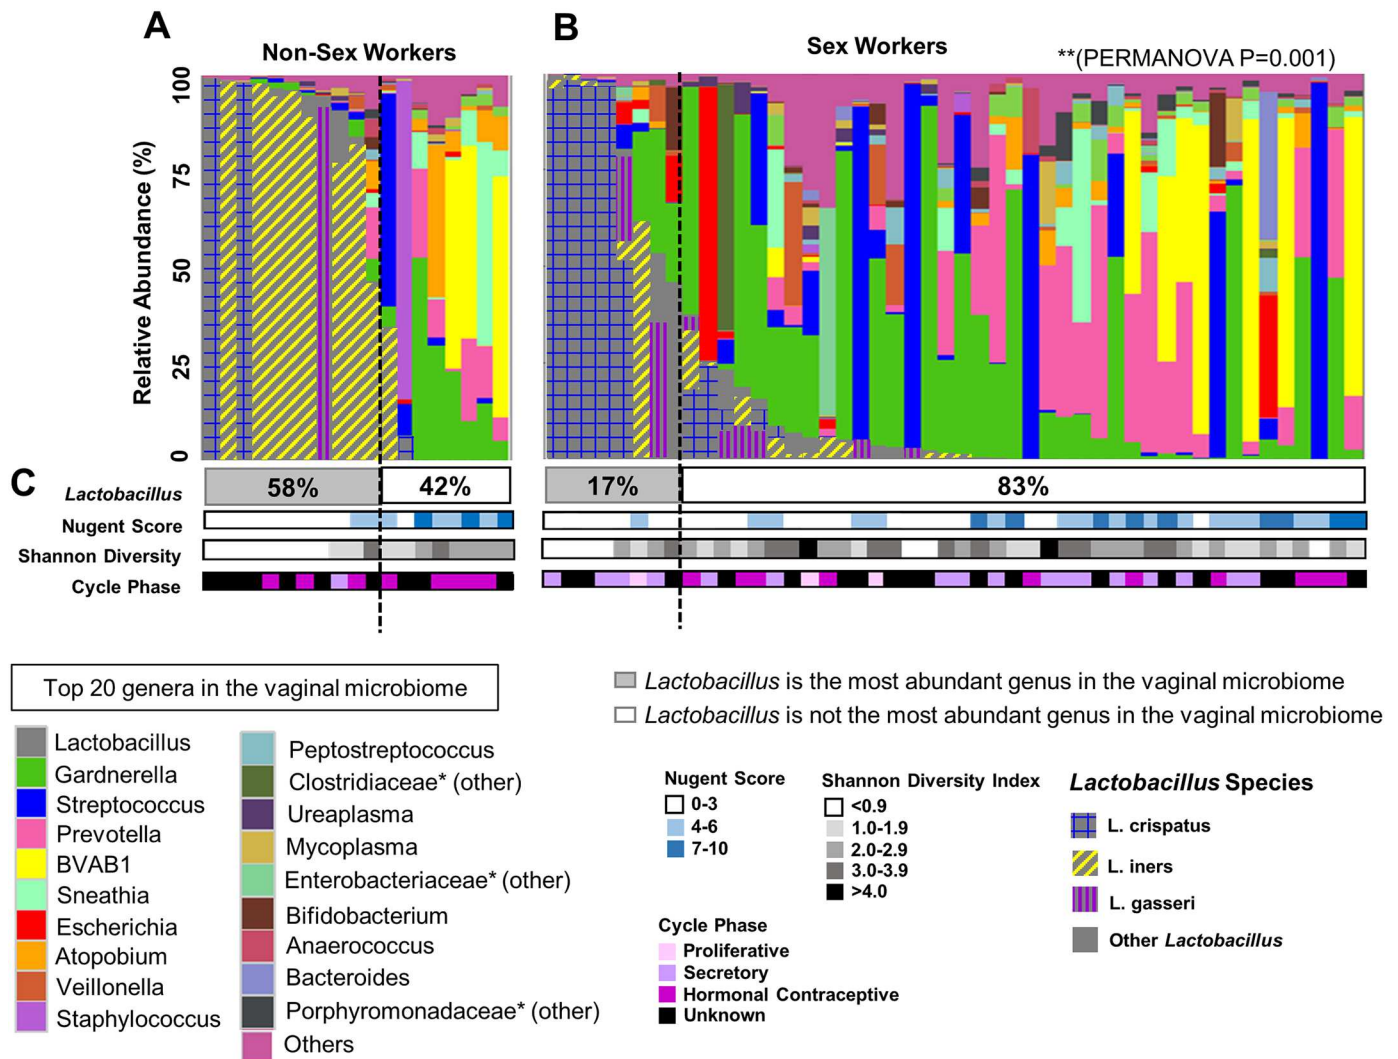 A
B
Non-Sex Workers
Sex Workers
**(PERMANOVA P=0.001)
Relative Abundance (%)
100
75
50
25
0
C
Lactobacillus
58%
42%
17%
83%
Nugent Score
Shannon Diversity
Cycle Phase
Top 20 genera in the vaginal microbiome
Lactobacillus
Gardnerella
Streptococcus
Prevotella
BVAB1
Sneathia
Escherichia
Atopobium
Veillonella
Staphylococcus
Peptostreptococcus
Clostridiaceae* (other)
Ureaplasma
Mycoplasma
Enterobacteriaceae* (other)
Bifidobacterium
Anaerococcus
Bacteroides
Porphyromonadaceae* (other)
Others
Lactobacillus is the most abundant genus in the vaginal microbiome
Lactobacillus is not the most abundant genus in the vaginal microbiome
Nugent Score
0-3
4-6
7-10
Shannon Diversity Index
<0.9
1.0-1.9
2.0-2.9
3.0-3.9
>4.0
Cycle Phase
Proliferative
Secretory
Hormonal Contraceptive
Unknown
Lactobacillus Species
L. crispatus
L. iners
L. gasseri
Other Lactobacillus